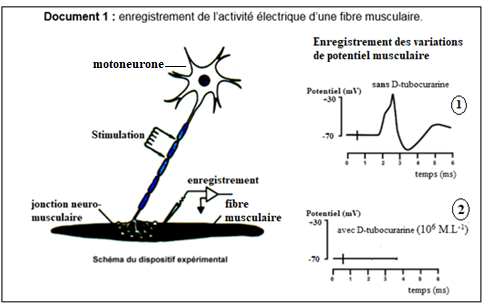 Document 1 : enregistrement de l'activité électrique d'une fibre musculaire.
motoneurone
Stimulation
enregistrement
jonction neuro-
musculaire
fibre
musculaire
Schéma du dispositif expérimental
Enregistrement des variations
de potentiel musculaire
Potentiel (mV)
sans D-tubocurarine
1
+30
-70
0 1 2 3 4 5 6
temps (ms)
2
Potentiel (mV)
+30
avec D-tubocurarine (10⁶ M.L⁻¹)
-70
0 1 2 3 4 5 6
temps (ms)